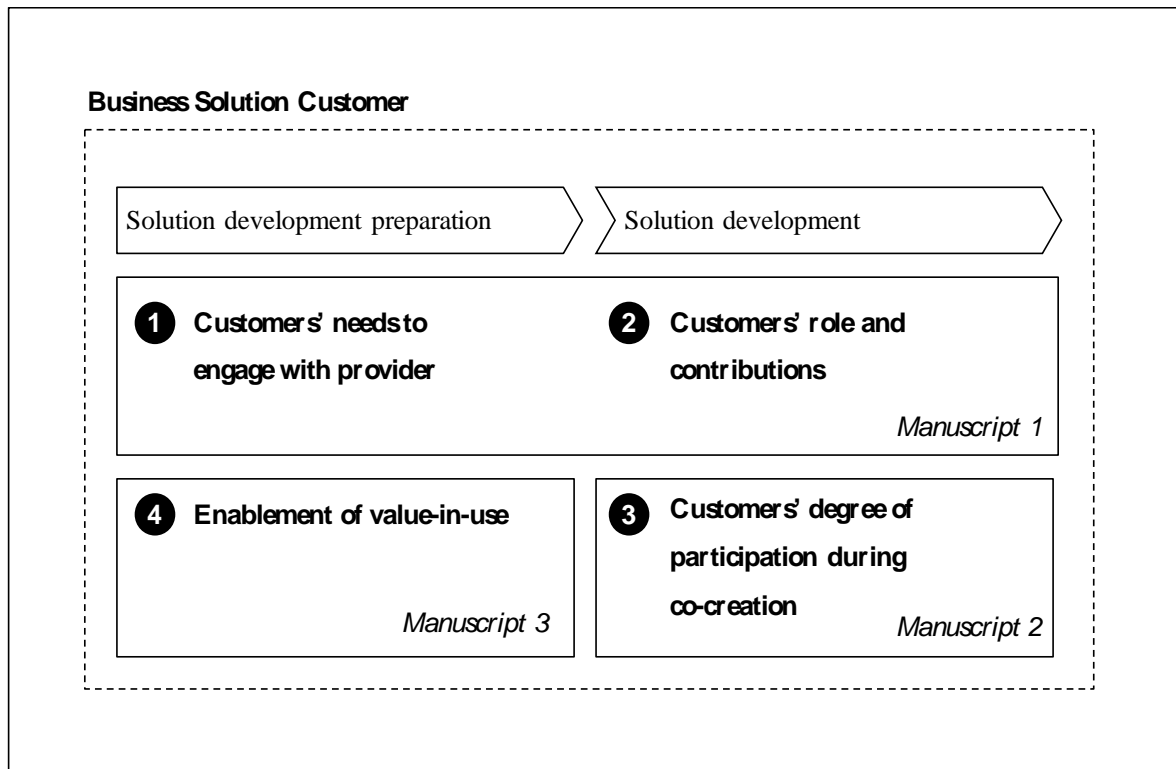 Business Solution Customer
Solution development preparation
Solution development
1 Customers' needs to
engage with provider
2 Customers' role and
contributions
Manuscript 1
4 Enablement of value-in-use
Manuscript 3
3 Customers' degree of
participation during
co-creation
Manuscript 2